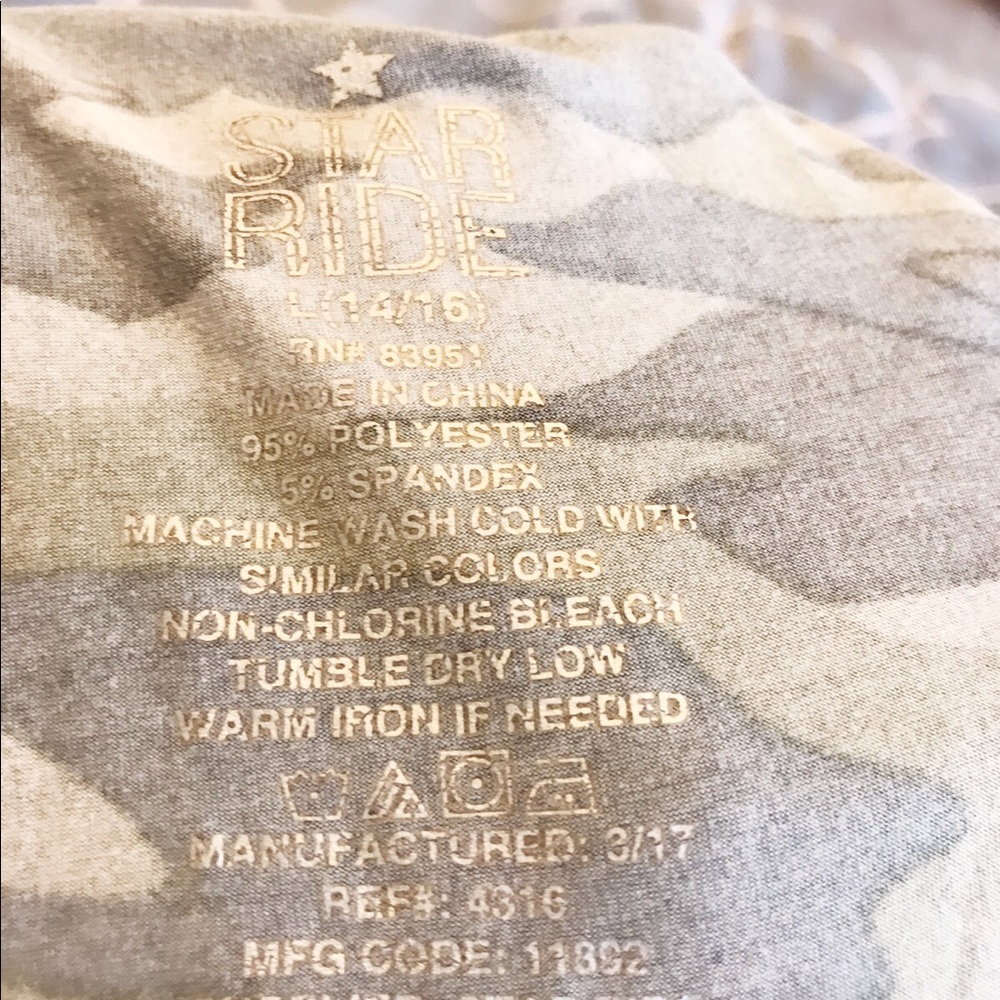 STAR
RIDE
L(14/16)
RN# 83951
MADE IN CHINA
95% POLYESTER
5% SPANDEX
MACHINE WASH COLD WITH
SIMILAR COLORS
NON-CHLORINE BLEACH
TUMBLE DRY LOW
WARM IRON IF NEEDED
MANUFACTURED: 3/17
REF#: 4316
MFG CODE: 11892